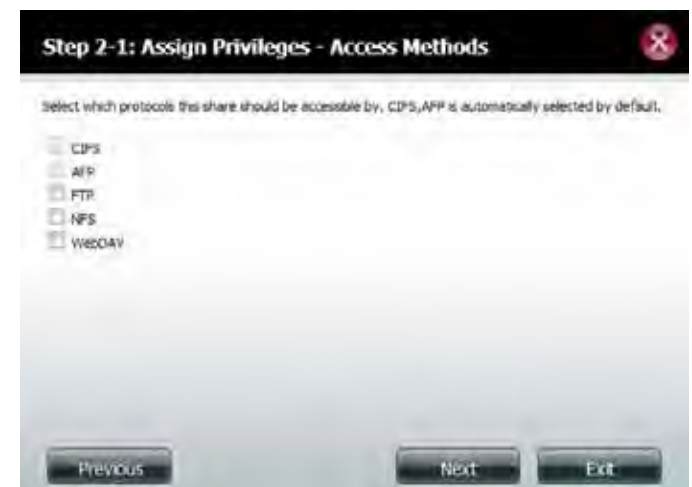 Step 2-1: Assign Privileges - Access Methods
Select which protocols this share should be accessible by. CIFS,AFP is automatically selected by default.
CIFS
AFP
FTP
NFS
WebDAV
Previous Next Exit